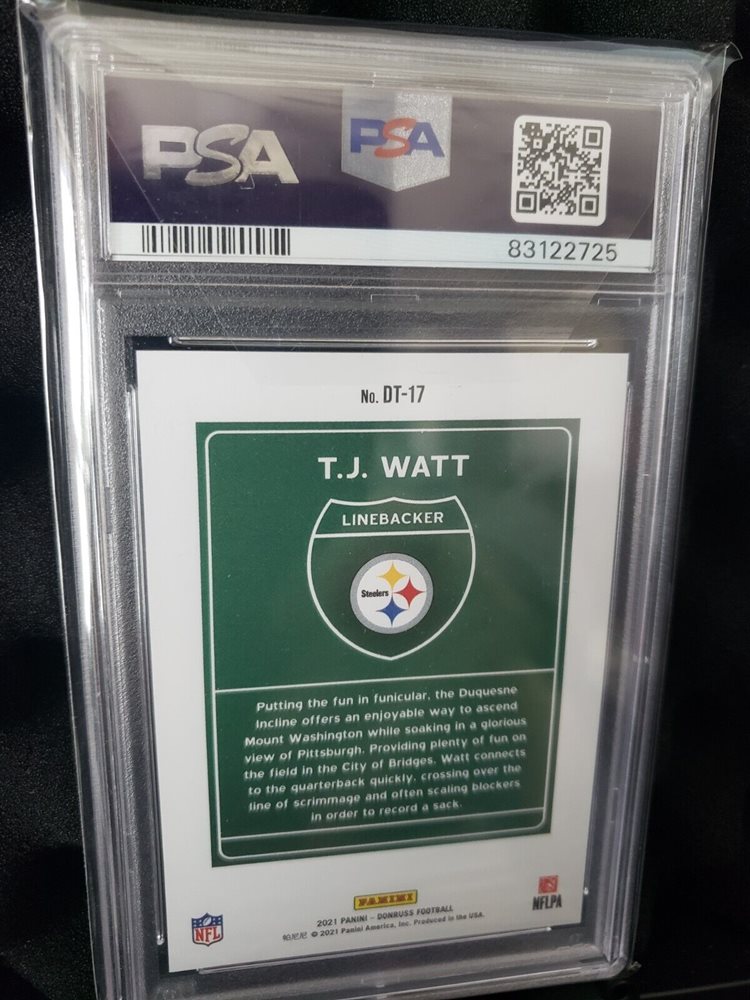 PSA PSA
83122725
No. DT-17
T.J. WATT
LINEBACKER
Steelers
Putting the fun in funicular, the Duquesne
Incline offers an enjoyable way to ascend
Mount Washington while soaking in a glorious
view of Pittsburgh. Providing plenty of fun on
the field in the City of Bridges, Watt connects
to the quarterback quickly, crossing over the
line of scrimmage and often scaling blockers
in order to record a sack.
PANINI
NFL
2021 PANINI – DONRUSS FOOTBALL
© 2021 Panini America, Inc. Produced in the USA.
NFLPA